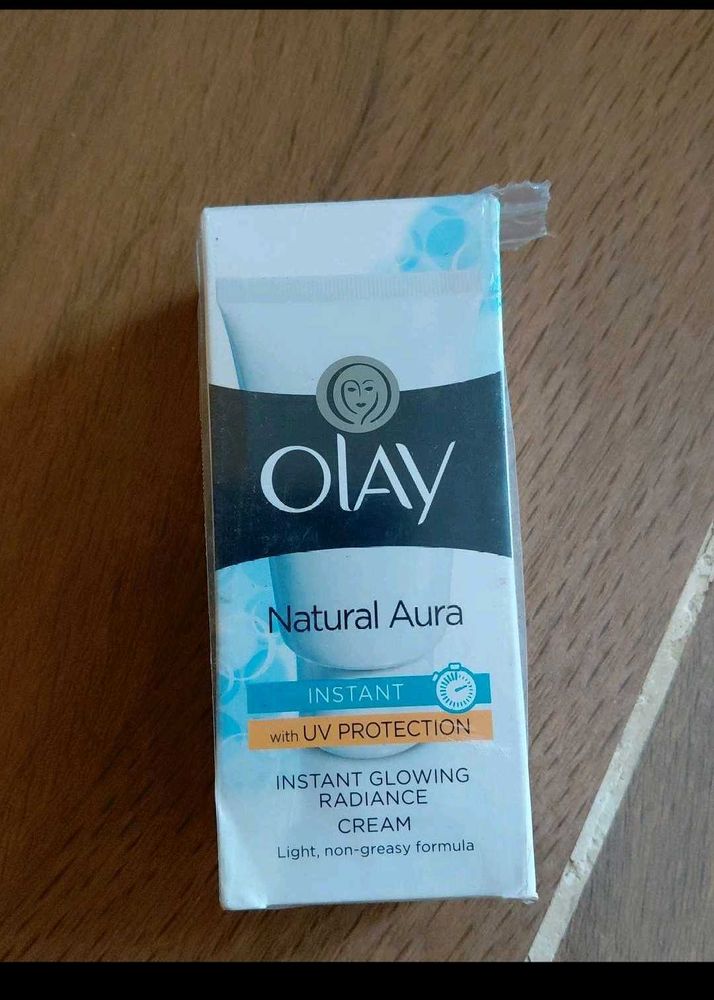 OLAY
Natural Aura
INSTANT
with UV PROTECTION
INSTANT GLOWING
RADIANCE
CREAM
Light, non-greasy formula